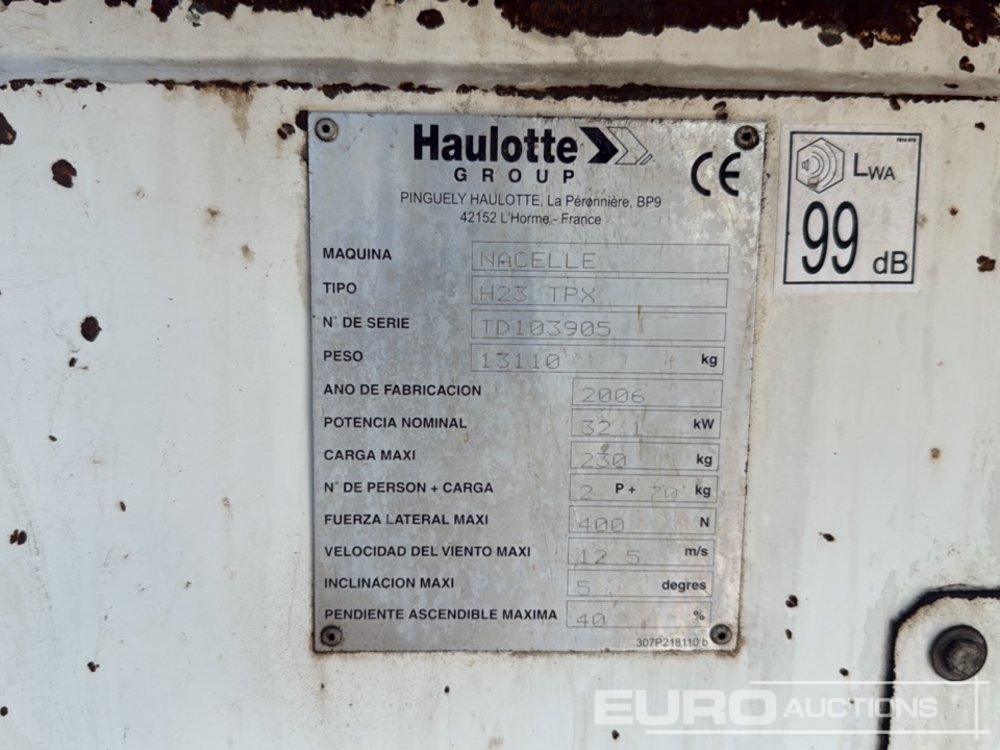 Haulotte
GROUP
CE
PINGUELY HAULOTTE, La Péronnière, BP9
42152 L'Horme - France
MAQUINA NACELLE
TIPO H23 TPX
N° DE SERIE TD103905
PESO 13110 kg
ANO DE FABRICACION 2006
POTENCIA NOMINAL 32.1 kW
CARGA MAXI 230 kg
N° DE PERSON + CARGA 2 P+ 70 kg
FUERZA LATERAL MAXI 400 N
VELOCIDAD DEL VIENTO MAXI 12.5 m/s
INCLINACION MAXI 5 degres
PENDIENTE ASCENDIBLE MAXIMA 40 %
307P218110 b
LWA
99 dB
EURO AUCTIONS